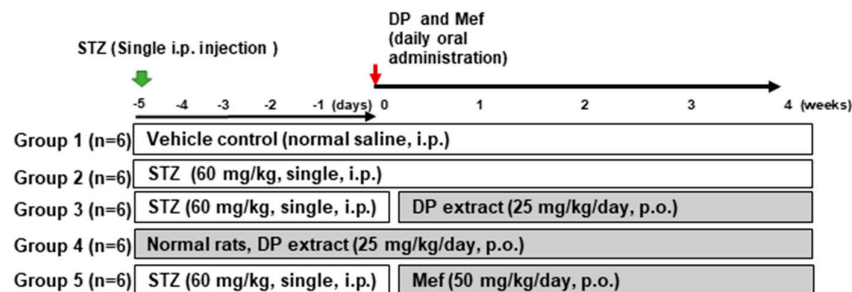 DP and Mef
(daily oral
administration)
STZ (Single i.p. injection )
-5 -4 -3 -2 -1 (days) 0 1 2 3 4 (weeks)
Group 1 (n=6) Vehicle control (normal saline, i.p.)
Group 2 (n=6) STZ (60 mg/kg, single, i.p.)
Group 3 (n=6) STZ (60 mg/kg, single, i.p.) DP extract (25 mg/kg/day, p.o.)
Group 4 (n=6) Normal rats, DP extract (25 mg/kg/day, p.o.)
Group 5 (n=6) STZ (60 mg/kg, single, i.p.) Mef (50 mg/kg/day, p.o.)